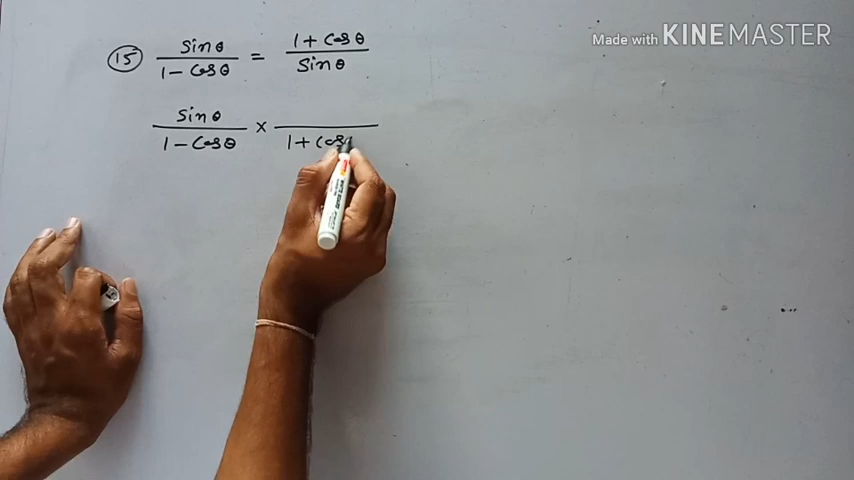 Made with KINEMASTER
15 sinθ / 1 - cosθ = 1 + cosθ / sinθ
sinθ / 1 - cosθ × / 1 + cos